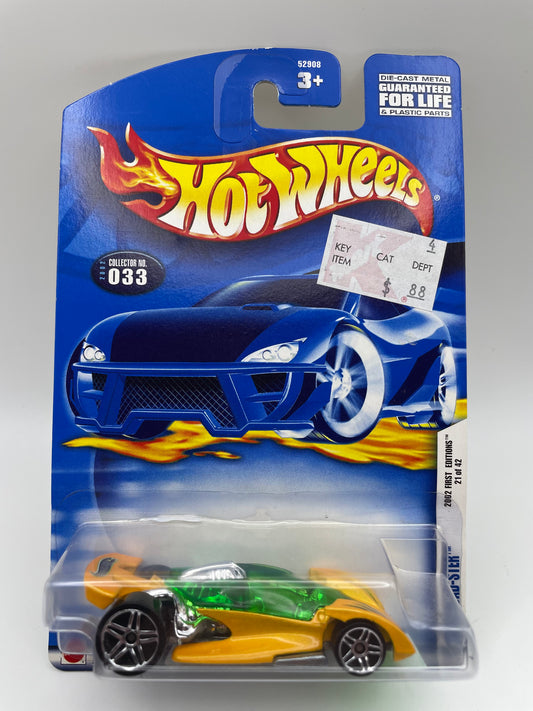 52908
3+
DIE-CAST METAL
GUARANTEED
FOR LIFE
& PLASTIC PARTS
HOT WHEELS®
2002
COLLECTOR NO.
033
4
KEY CAT DEPT
ITEM
$ .88
2002 FIRST EDITIONS™
21 of 42